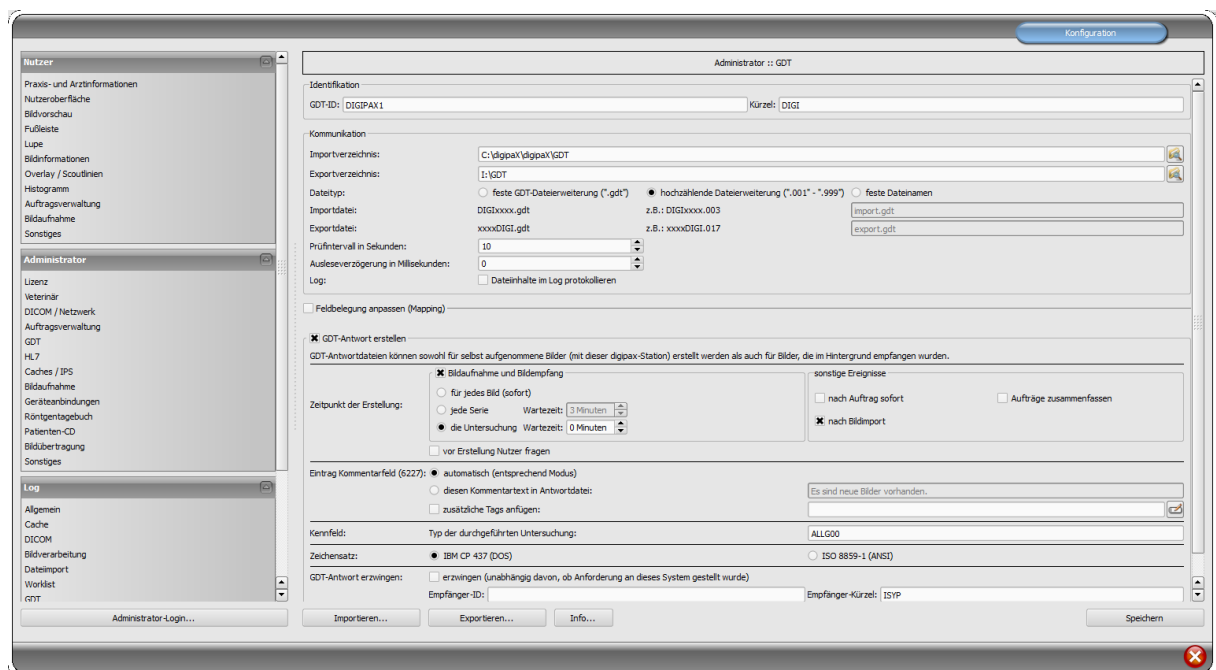 Konfiguration
Nutzer
Praxis- und Arztinformationen
Nutzeroberfläche
Bildvorschau
Fußleiste
Lupe
Bildinformationen
Overlay / Scoutlinien
Histogramm
Auftragsverwaltung
Bildaufnahme
Sonstiges
Administrator
Lizenz
Veterinär
DICOM / Netzwerk
Auftragsverwaltung
GDT
HL7
Caches / IPS
Bildaufnahme
Geräteanbindungen
Röntgentagebuch
Patienten-CD
Bildübertragung
Sonstiges
Log
Allgemein
Cache
DICOM
Bildverarbeitung
Dateiimport
Worklist
GDT
Administrator-Login...
Administrator :: GDT
Identifikation
GDT-ID: DIGIPAX1 Kürzel: DIGI
Kommunikation
Importverzeichnis: C:\digipaX\digipaX\GDT
Exportverzeichnis: I:\GDT
Dateityp: feste GDT-Dateierweiterung (".gdt") hochzählende Dateierweiterung (".001" - ".999") feste Dateinamen
Importdatei: DIGIxxxx.gdt z.B.: DIGIxxxx.003 import.gdt
Exportdatei: xxxxDIGI.gdt z.B.: xxxxDIGI.017 export.gdt
Prüfintervall in Sekunden: 10
Ausleseverzögerung in Millisekunden: 0
Log: Dateiinhalte im Log protokollieren
Feldbelegung anpassen (Mapping)
GDT-Antwort erstellen
GDT-Antwortdateien können sowohl für selbst aufgenommene Bilder (mit dieser digipax-Station) erstellt werden als auch für Bilder, die im Hintergrund empfangen wurden.
Zeitpunkt der Erstellung:
Bildaufnahme und Bildempfang
für jedes Bild (sofort)
jede Serie Wartezeit: 3 Minuten
die Untersuchung Wartezeit: 0 Minuten
sonstige Ereignisse
nach Auftrag sofort Aufträge zusammenfassen
nach Bildimport
vor Erstellung Nutzer fragen
Eintrag Kommentarfeld (6227): automatisch (entsprechend Modus)
diesen Kommentartext in Antwortdatei: Es sind neue Bilder vorhanden.
zusätzliche Tags anfügen:
Kennfeld: Typ der durchgeführten Untersuchung: ALLG00
Zeichensatz: IBM CP 437 (DOS) ISO 8859-1 (ANSI)
GDT-Antwort erzwingen: erzwingen (unabhängig davon, ob Anforderung an dieses System gestellt wurde)
Empfänger-ID: Empfänger-Kürzel: ISYP
Importieren... Exportieren... Info... Speichern